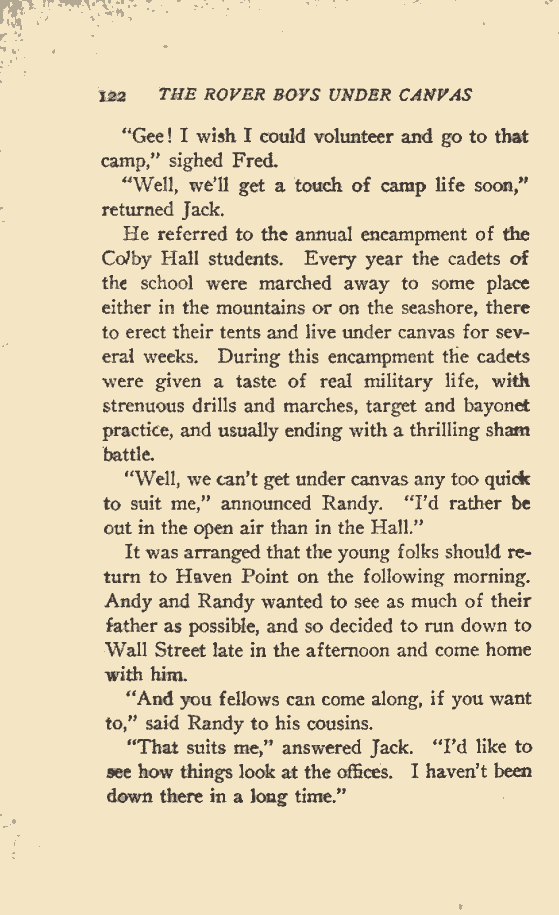 122 THE ROVER BOYS UNDER CANVAS
"Gee! I wish I could volunteer and go to that
camp," sighed Fred.
"Well, we'll get a touch of camp life soon,"
returned Jack.
He referred to the annual encampment of the
Colby Hall students. Every year the cadets of
the school were marched away to some place
either in the mountains or on the seashore, there
to erect their tents and live under canvas for sev-
eral weeks. During this encampment the cadets
were given a taste of real military life, with
strenuous drills and marches, target and bayonet
practice, and usually ending with a thrilling sham
battle.
"Well, we can't get under canvas any too quick
to suit me," announced Randy. "I'd rather be
out in the open air than in the Hall."
It was arranged that the young folks should re-
turn to Haven Point on the following morning.
Andy and Randy wanted to see as much of their
father as possible, and so decided to run down to
Wall Street late in the afternoon and come home
with him.
"And you fellows can come along, if you want
to," said Randy to his cousins.
"That suits me," answered Jack. "I'd like to
see how things look at the offices. I haven't been
down there in a long time."